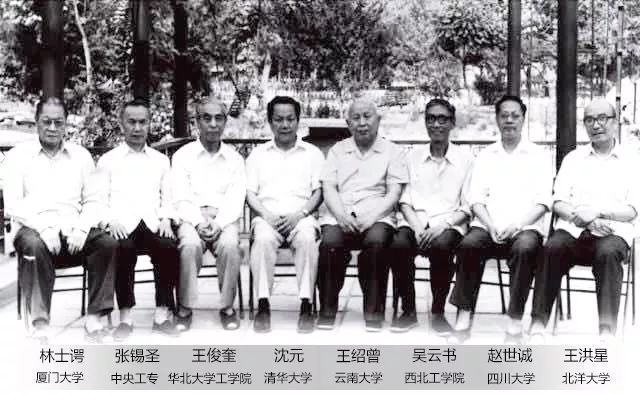 林士谔 张锡圣 王俊奎 沈元 王绍曾 吴云书 赵世诚 王洪星
厦门大学 中央工专 华北大学工学院 清华大学 云南大学 西北工学院 四川大学 北洋大学